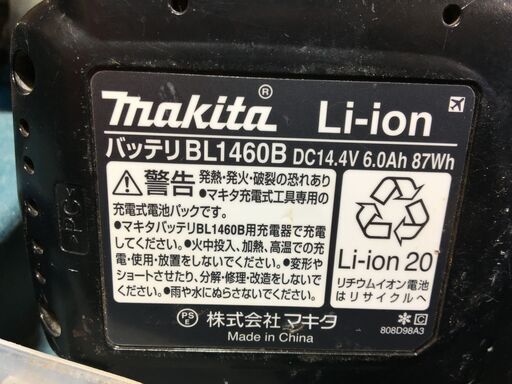 makita® Li-ion
バッテリ BL1460B DC14.4V 6.0Ah 87Wh
⚠警告 発熱・発火・破裂の恐れあり
●マキタ充電式工具専用の
充電式電池パックです。
●マキタバッテリBL1460B用充電器で充電
してください。●火中投入、加熱、高温での充
電・使用・放置をしないでください。●変形や
ショートさせたり、分解・修理・改造をしないで
ください。●雨や水にぬらさないでください。
Li-ion 20
リチウムイオン電池
はリサイクルへ
PS
E
株式会社 マキタ
Made in China
✻ C
808D98A3
>PC<